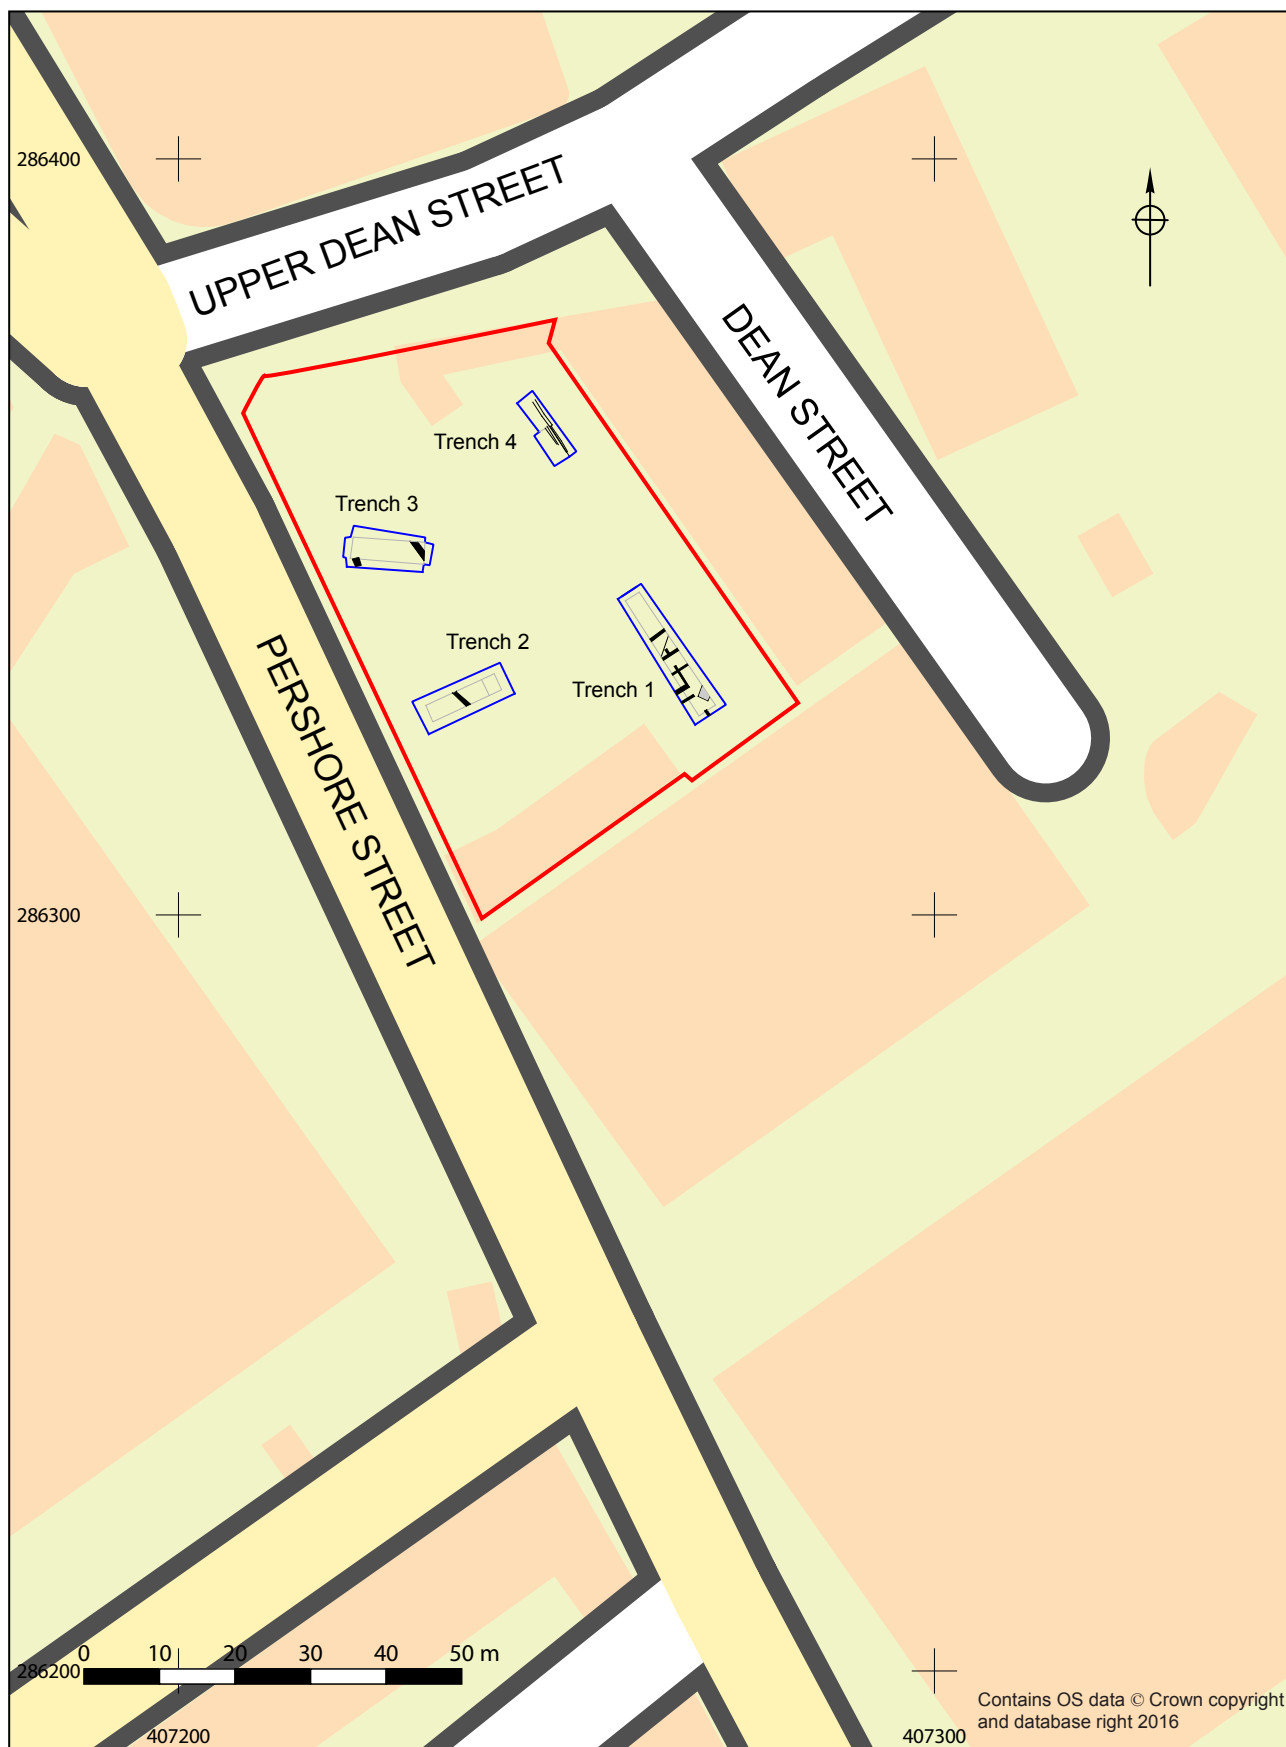 286400
UPPER DEAN STREET
DEAN STREET
Trench 4
Trench 3
Trench 2
Trench 1
PERSHORE STREET
286300
0 10 20 30 40 50 m
286200
407200
407300
Contains OS data © Crown copyright
and database right 2016